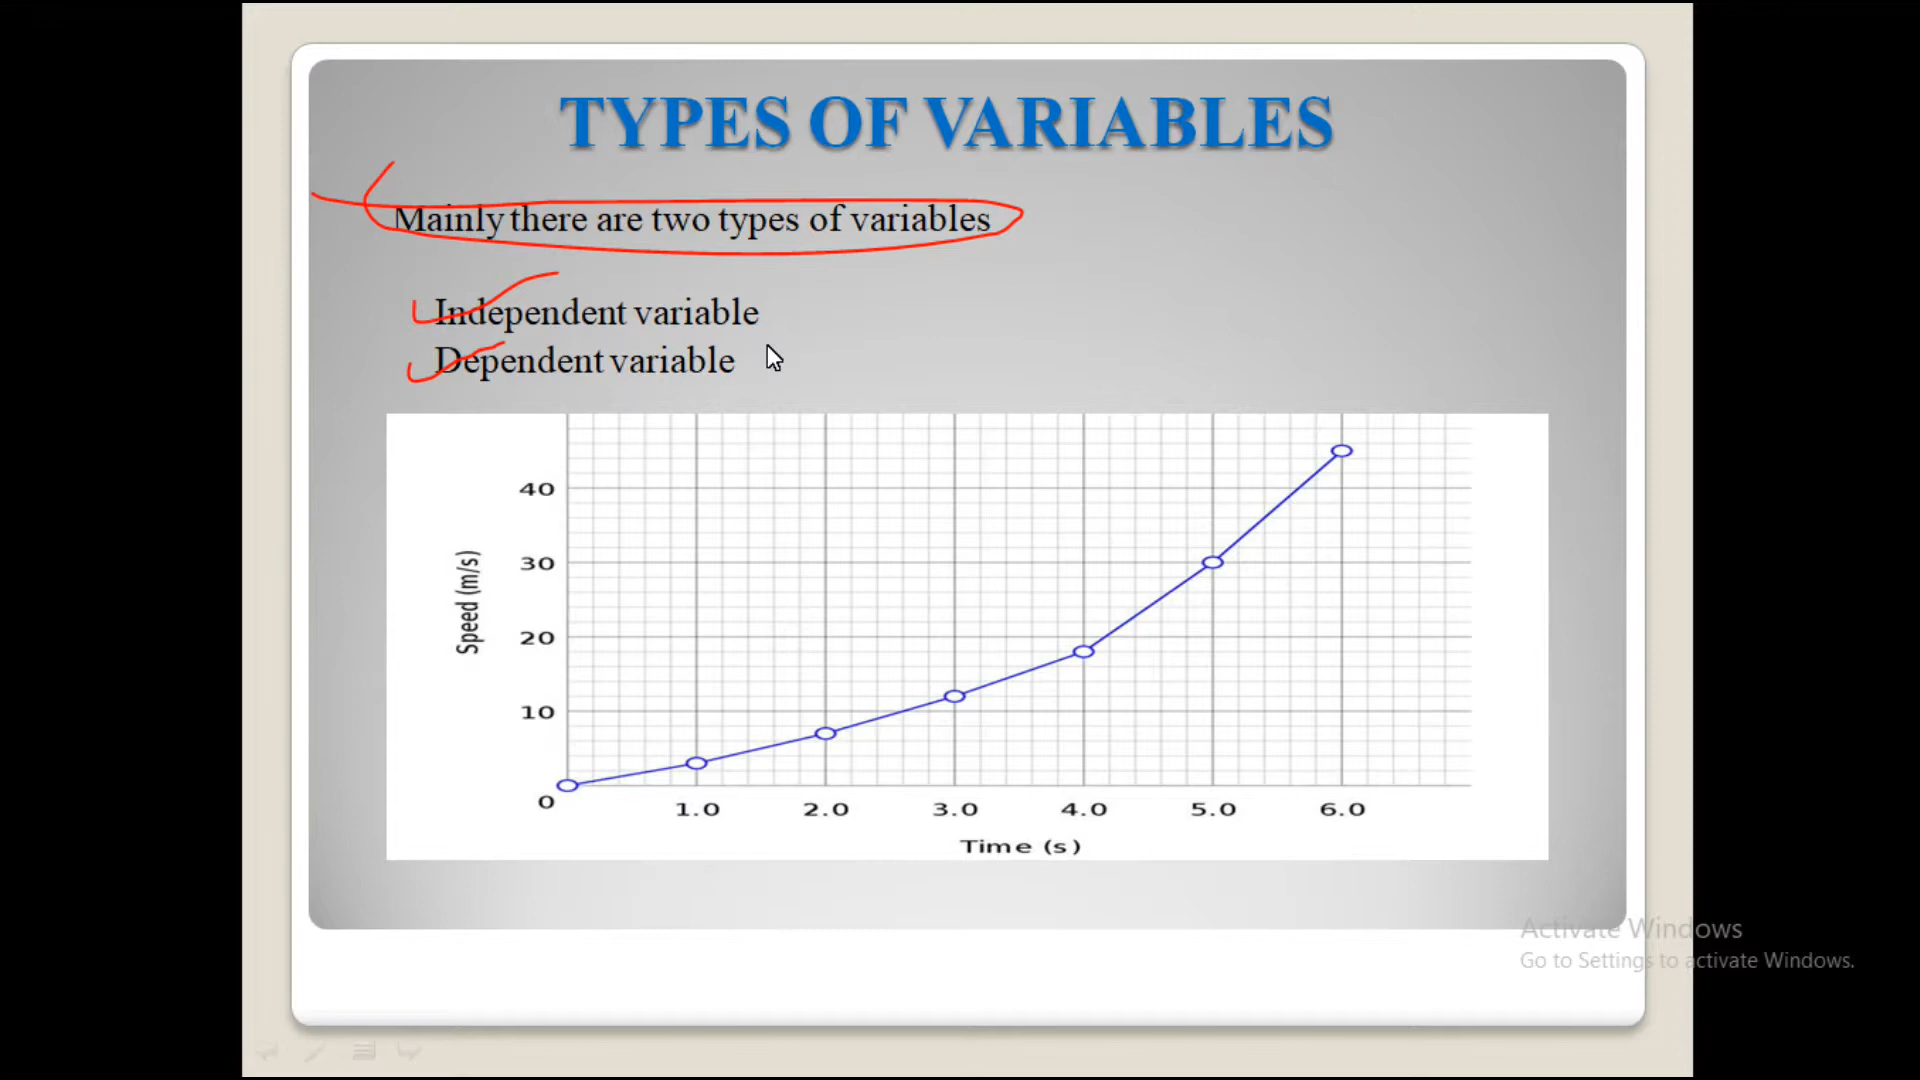 TYPES OF VARIABLES
Mainly there are two types of variables
Independent variable
Dependent variable
40
30
20
10
0
Speed (m/s)
1.0 2.0 3.0 4.0 5.0 6.0
Time (s)
Activate Windows
Go to Settings to activate Windows.